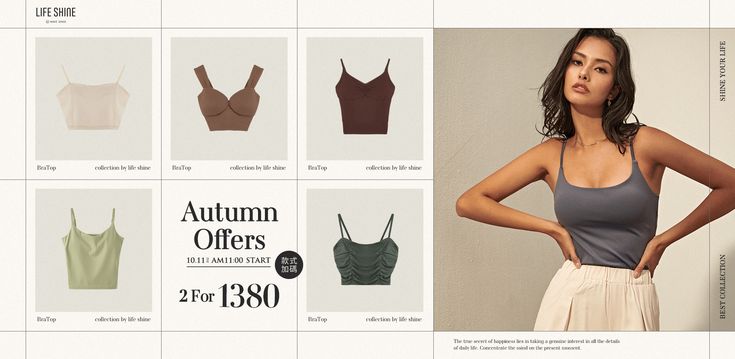 LIFE SHINE
BraTop collection by life shine
BraTop collection by life shine
BraTop collection by life shine
Autumn
Offers
10.11 AM11:00 START
款式
加碼
2 For 1380
BraTop collection by life shine
BraTop collection by life shine
SHINE YOUR LIFE
BEST COLLECTION
The true secret of happiness lies in taking a genuine interest in all the details
of daily life. Concentrate the mind on the present moment.